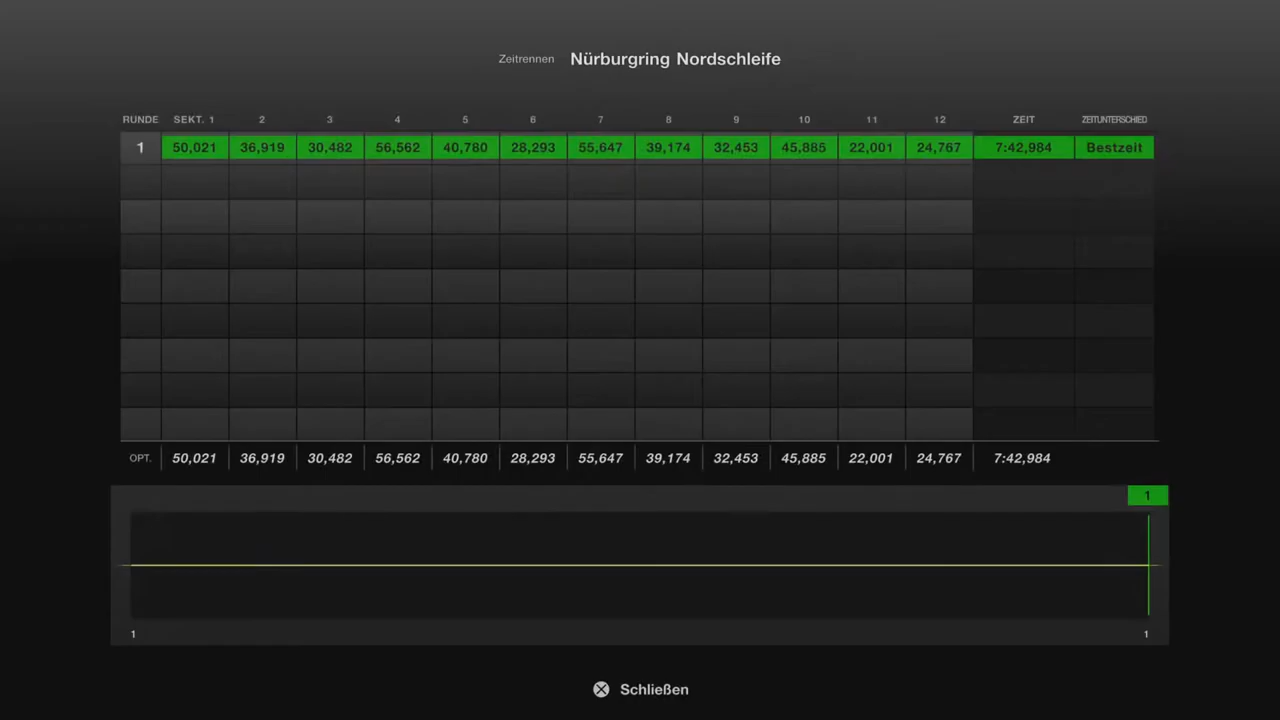 Zeitrennen Nürburgring Nordschleife
RUNDE SEKT. 1 2 3 4 5 6 7 8 9 10 11 12 ZEIT ZEITUNTERSCHIED
1 50,021 36,919 30,482 56,562 40,780 28,293 55,647 39,174 32,453 45,885 22,001 24,767 7:42,984 Bestzeit
OPT. 50,021 36,919 30,482 56,562 40,780 28,293 55,647 39,174 32,453 45,885 22,001 24,767 7:42,984
1
1 1
Schließen